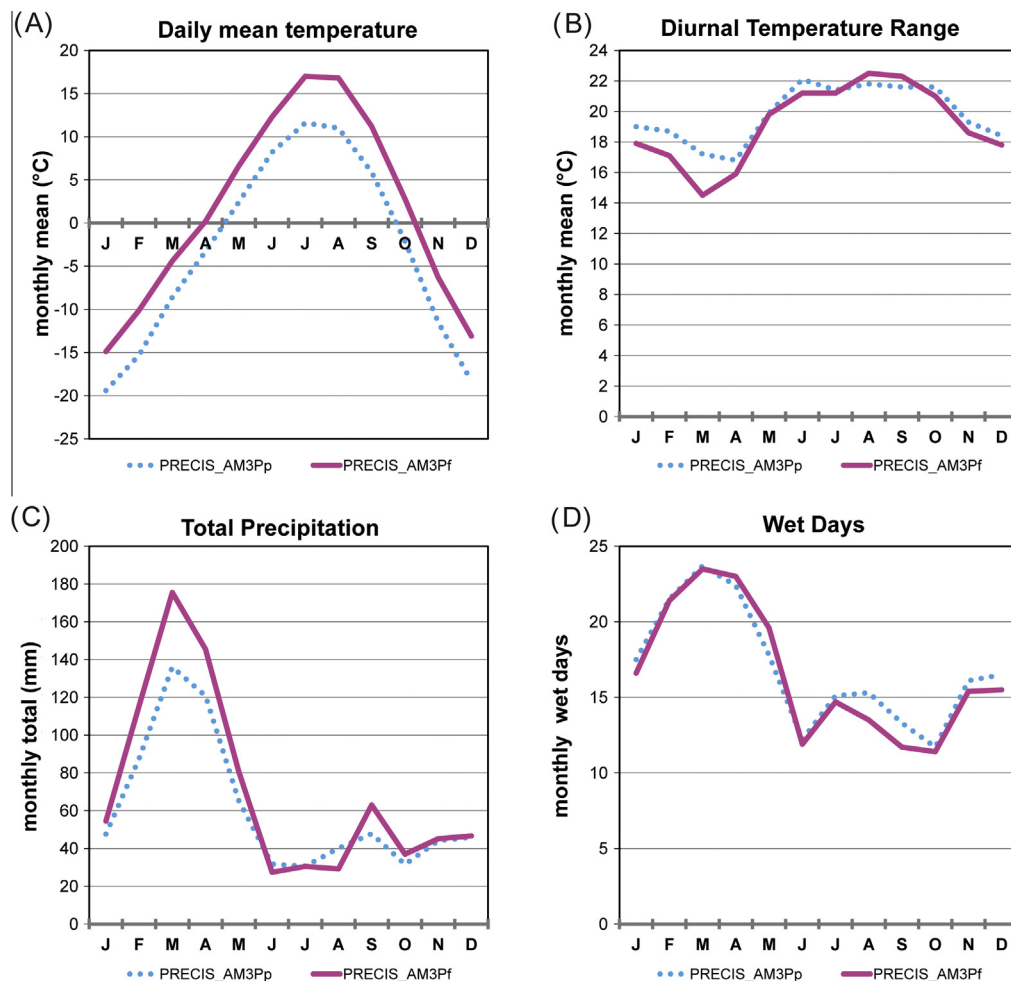 (A)
Daily mean temperature
monthly mean (°C)
20
15
10
5
0
-5
-10
-15
-20
-25
J F M A M J J A S O N D
PRECIS_AM3Pp PRECIS_AM3Pf
(B)
Diurnal Temperature Range
monthly mean (°C)
24
22
20
18
16
14
12
10
8
6
4
2
0
J F M A M J J A S O N D
PRECIS_AM3Pp PRECIS_AM3Pf
(C)
Total Precipitation
monthly total (mm)
200
180
160
140
120
100
80
60
40
20
0
J F M A M J J A S O N D
PRECIS_AM3Pp PRECIS_AM3Pf
(D)
Wet Days
monthly wet days
25
20
15
10
5
0
J F M A M J J A S O N D
PRECIS_AM3Pp PRECIS_AM3Pf